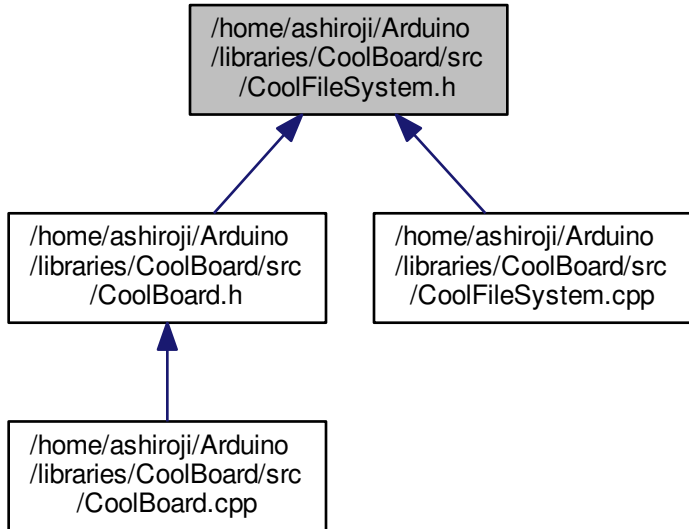 /home/ashiroji/Arduino
/libraries/CoolBoard/src
/CoolFileSystem.h
/home/ashiroji/Arduino
/libraries/CoolBoard/src
/CoolBoard.h
/home/ashiroji/Arduino
/libraries/CoolBoard/src
/CoolFileSystem.cpp
/home/ashiroji/Arduino
/libraries/CoolBoard/src
/CoolBoard.cpp